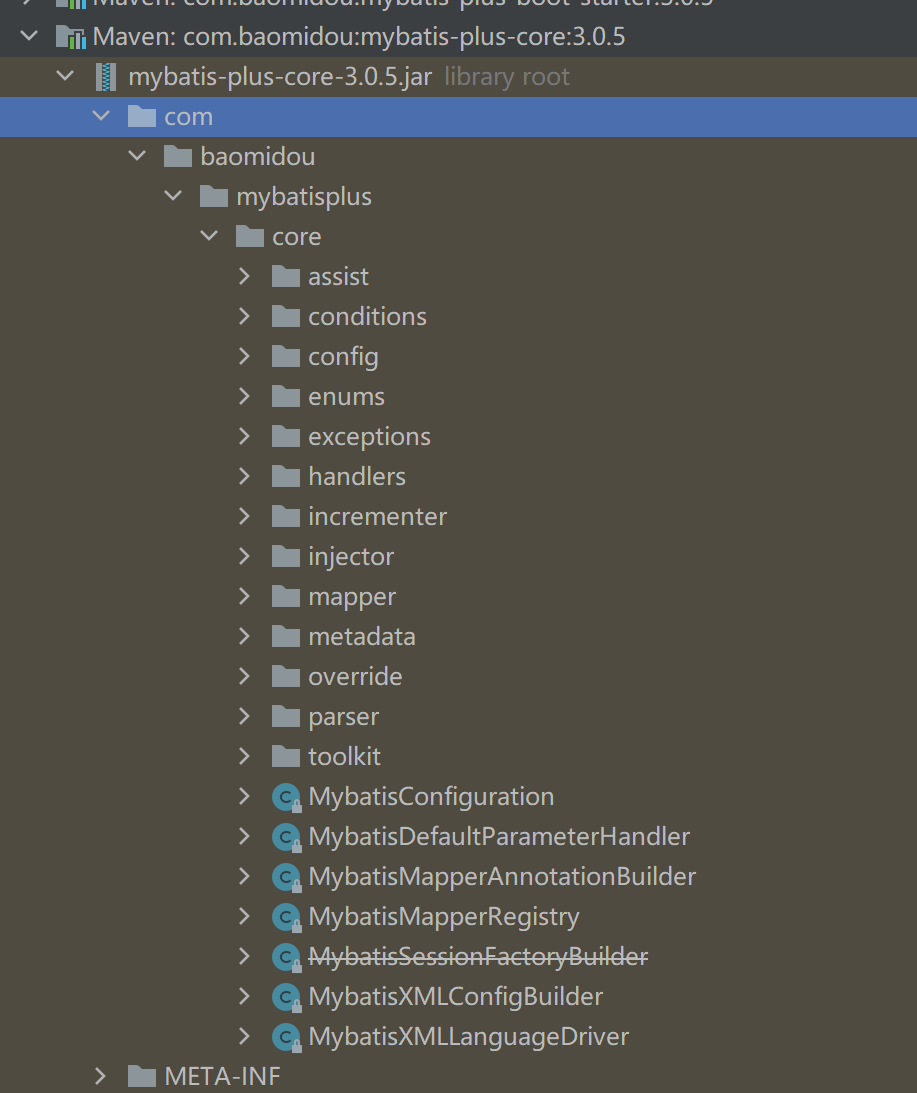 Maven: com.baomidou:mybatis-plus-boot-starter:3.0.5
Maven: com.baomidou:mybatis-plus-core:3.0.5
mybatis-plus-core-3.0.5.jar library root
com
baomidou
mybatisplus
core
assist
conditions
config
enums
exceptions
handlers
incrementer
injector
mapper
metadata
override
parser
toolkit
MybatisConfiguration
MybatisDefaultParameterHandler
MybatisMapperAnnotationBuilder
MybatisMapperRegistry
MybatisSessionFactoryBuilder
MybatisXMLConfigBuilder
MybatisXMLLanguageDriver
META-INF